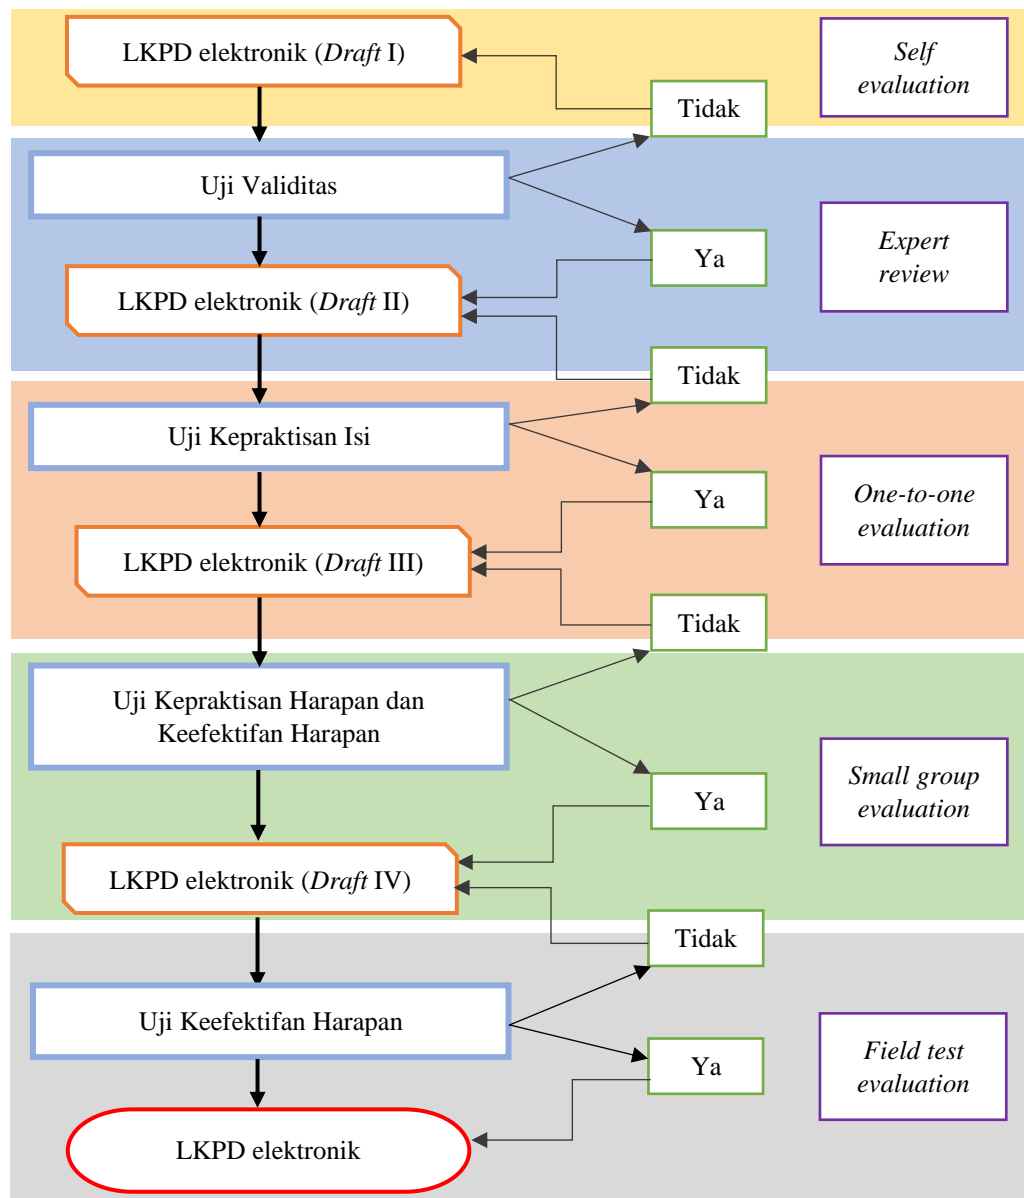 LKPD elektronik (Draft I)
Self
evaluation
Tidak
Uji Validitas
Expert
review
Ya
LKPD elektronik (Draft II)
Tidak
Uji Kepraktisan Isi
One-to-one
evaluation
Ya
LKPD elektronik (Draft III)
Tidak
Uji Kepraktisan Harapan dan
Keefektifan Harapan
Small group
evaluation
Ya
LKPD elektronik (Draft IV)
Tidak
Uji Keefektifan Harapan
Field test
evaluation
Ya
LKPD elektronik